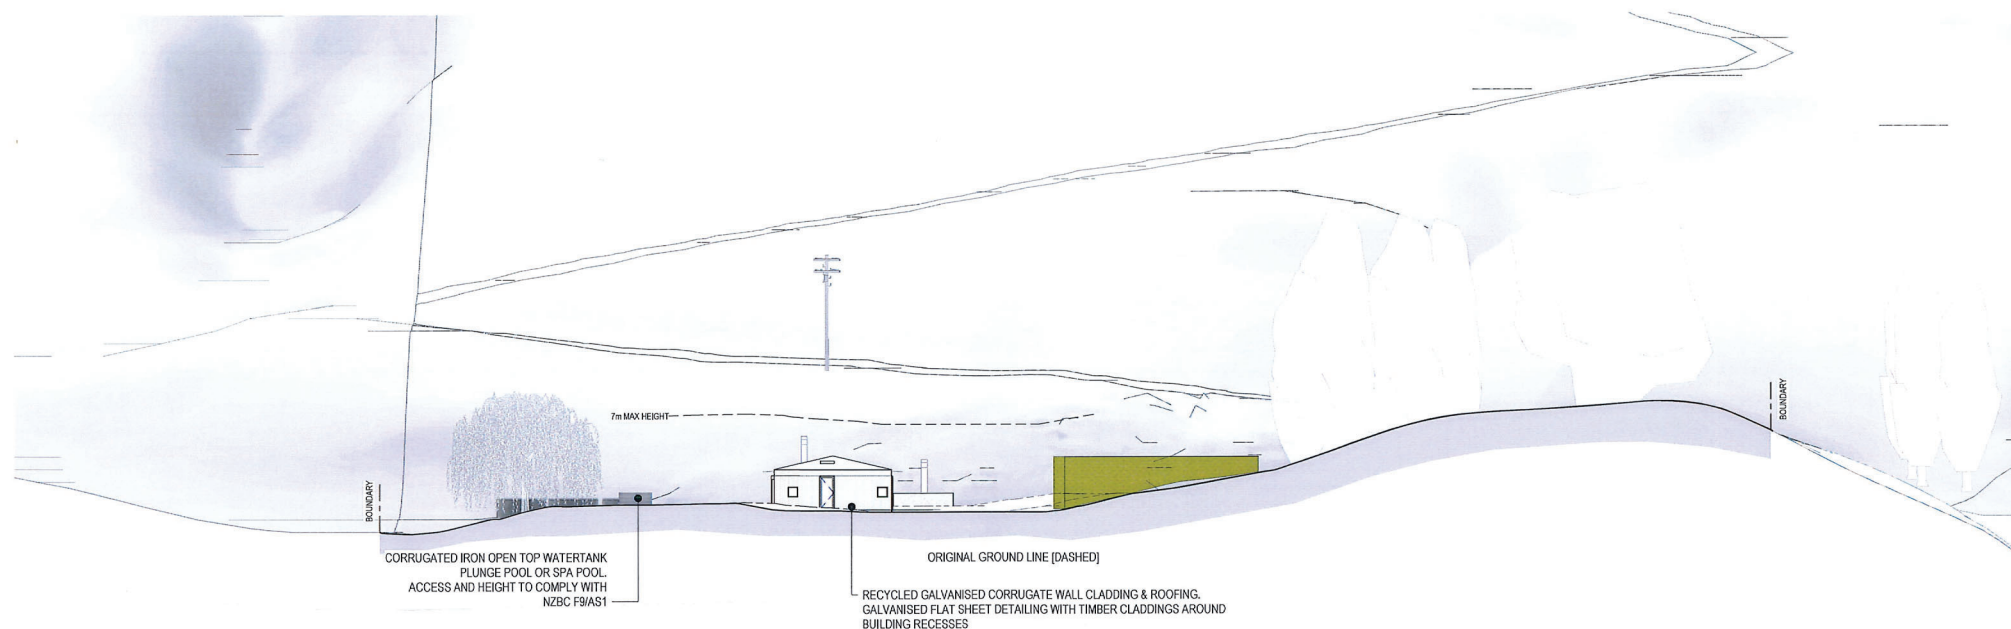 7m MAX HEIGHT
BOUNDARY
BOUNDARY
CORRUGATED IRON OPEN TOP WATERTANK
PLUNGE POOL OR SPA POOL.
ACCESS AND HEIGHT TO COMPLY WITH
NZBC F9/AS1
ORIGINAL GROUND LINE [DASHED]
RECYCLED GALVANISED CORRUGATE WALL CLADDING & ROOFING.
GALVANISED FLAT SHEET DETAILING WITH TIMBER CLADDINGS AROUND
BUILDING RECESSES